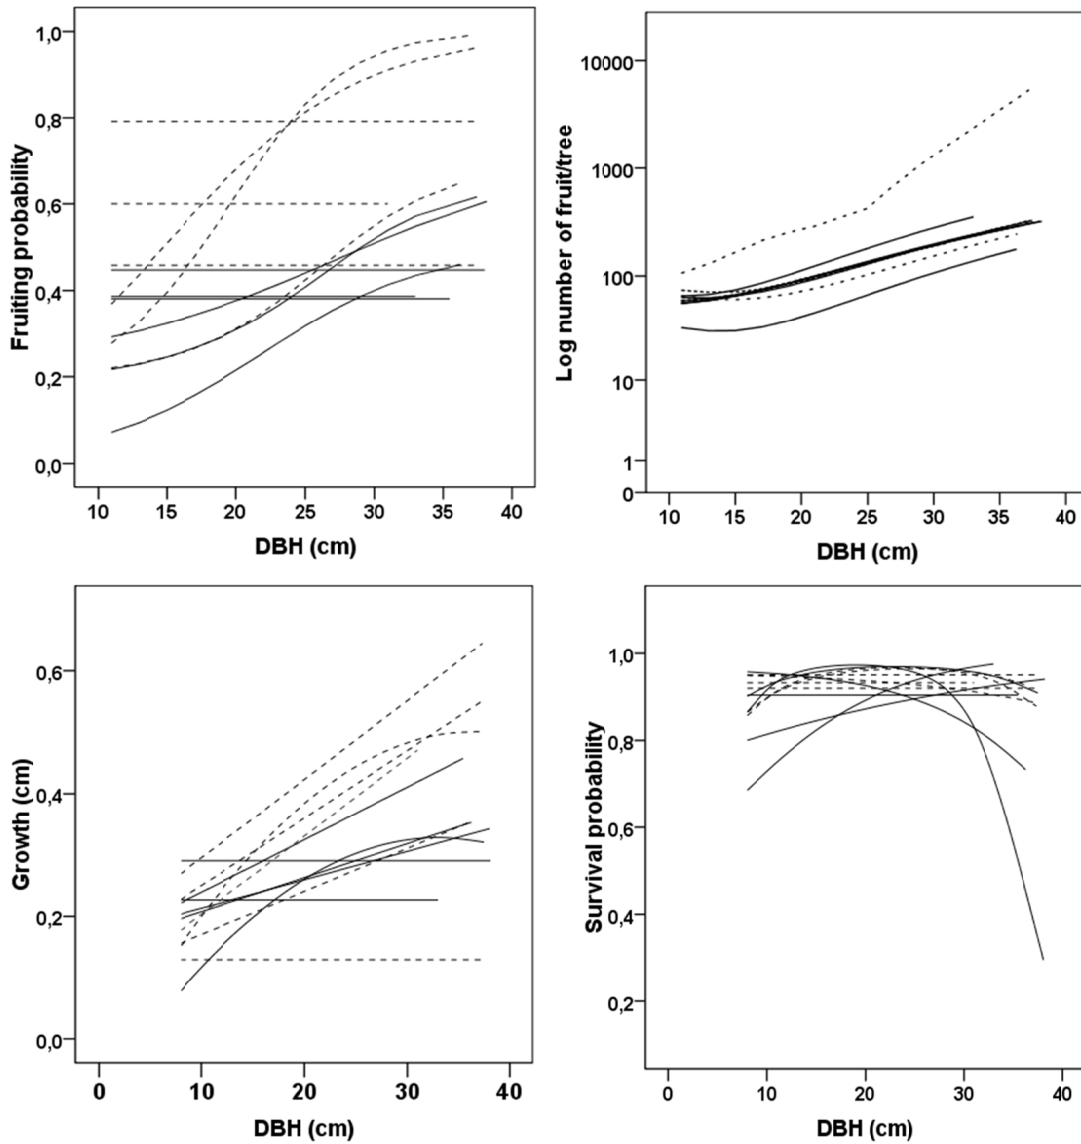 Fruiting probability
1,0
0,8
0,6
0,4
0,2
0,0
10 15 20 25 30 35 40
DBH (cm)
Log number of fruit/tree
10000
1000
100
10
1
0
10 15 20 25 30 35 40
DBH (cm)
Growth (cm)
0,6
0,4
0,2
0,0
0 10 20 30 40
DBH (cm)
Survival probability
1,0
0,8
0,6
0,4
0,2
0 10 20 30 40
DBH (cm)